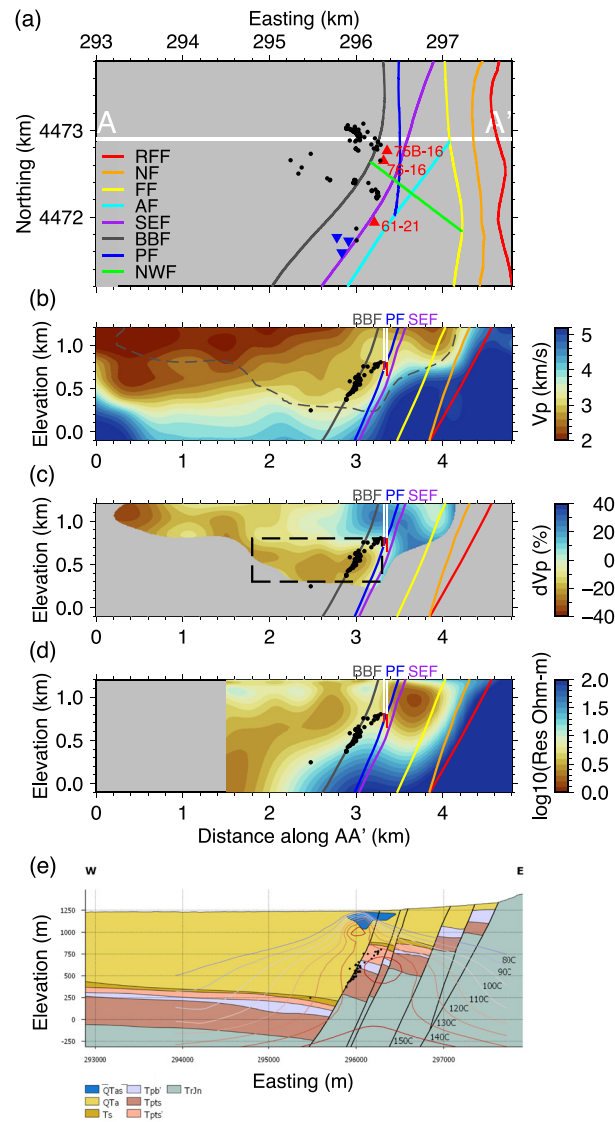 (a)
Easting (km)
293 294 295 296 297
A A'
4473
4472
Northing (km)
75B-16
76-16
61-21
RFF
NF
FF
AF
SEF
BBF
PF
NWF
(b)
BBF PF SEF
Elevation (km)
1.0
0.5
0.0
0 1 2 3 4
Vp (km/s)
5
4
3
2
(c)
BBF PF SEF
Elevation (km)
1.0
0.5
0.0
0 1 2 3 4
dVp (%)
40
20
0
−20
−40
(d)
BBF PF SEF
Elevation (km)
1.0
0.5
0.0
0 1 2 3 4
Distance along AA' (km)
log10(Res Ohm-m)
2.0
1.5
1.0
0.5
0.0
(e)
W E
Elevation (m)
1250
1000
750
500
250
0
-250
80C
90C
100C
110C
120C
130C
140C
150C
293000 294000 295000 296000 297000
Easting (m)
QTas Tpb' TrJn
QTa Tpts
Ts Tpts'